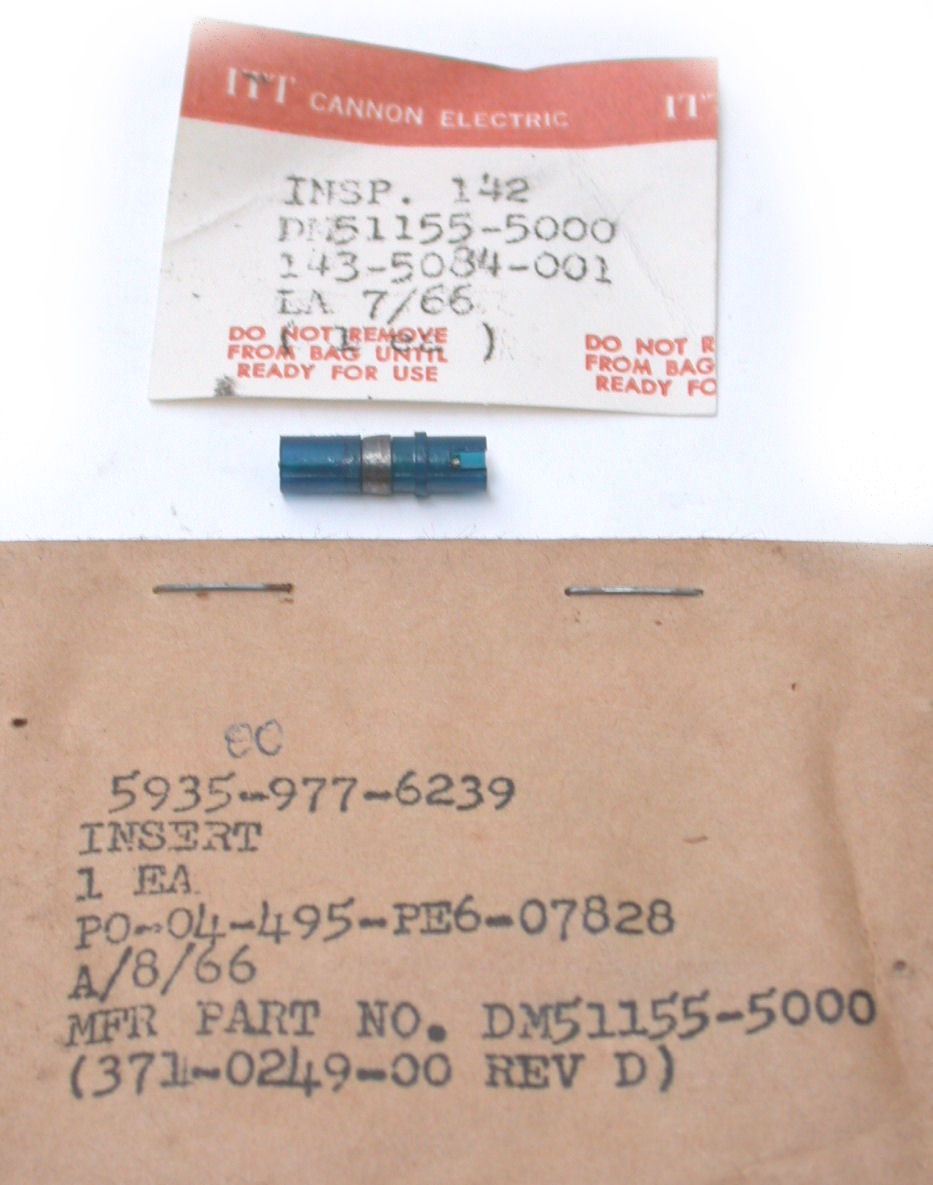 ITT CANNON ELECTRIC ITT
INSP. 142
DM51155-5000
143-5084-001
LA 7/66
( 1 ea )
DO NOT REMOVE
FROM BAG UNTIL
READY FOR USE
DO NOT R
FROM BAG
READY FO
5935-977-6239
INSERT
1 EA
PO-04-495-PE6-07828
A/8/66
MFR PART NO. DM51155-5000
(371-0249-00 REV D)